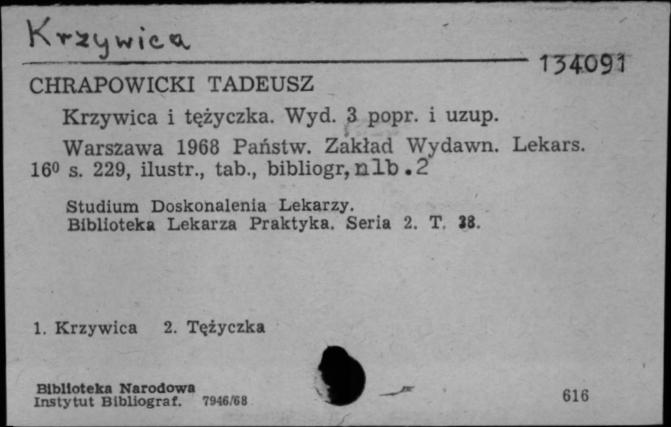 Krzywica
134091
CHRAPOWICKI TADEUSZ
Krzywica i tężyczka. Wyd. 3 popr. i uzup.
Warszawa 1968 Państw. Zakład Wydawn. Lekars.
16⁰ s. 229, ilustr., tab., bibliogr, nlb.2
Studium Doskonalenia Lekarzy.
Biblioteka Lekarza Praktyka. Seria 2. T. 38.
1. Krzywica 2. Tężyczka
Biblioteka Narodowa
Instytut Bibliograf. 7946/68
616